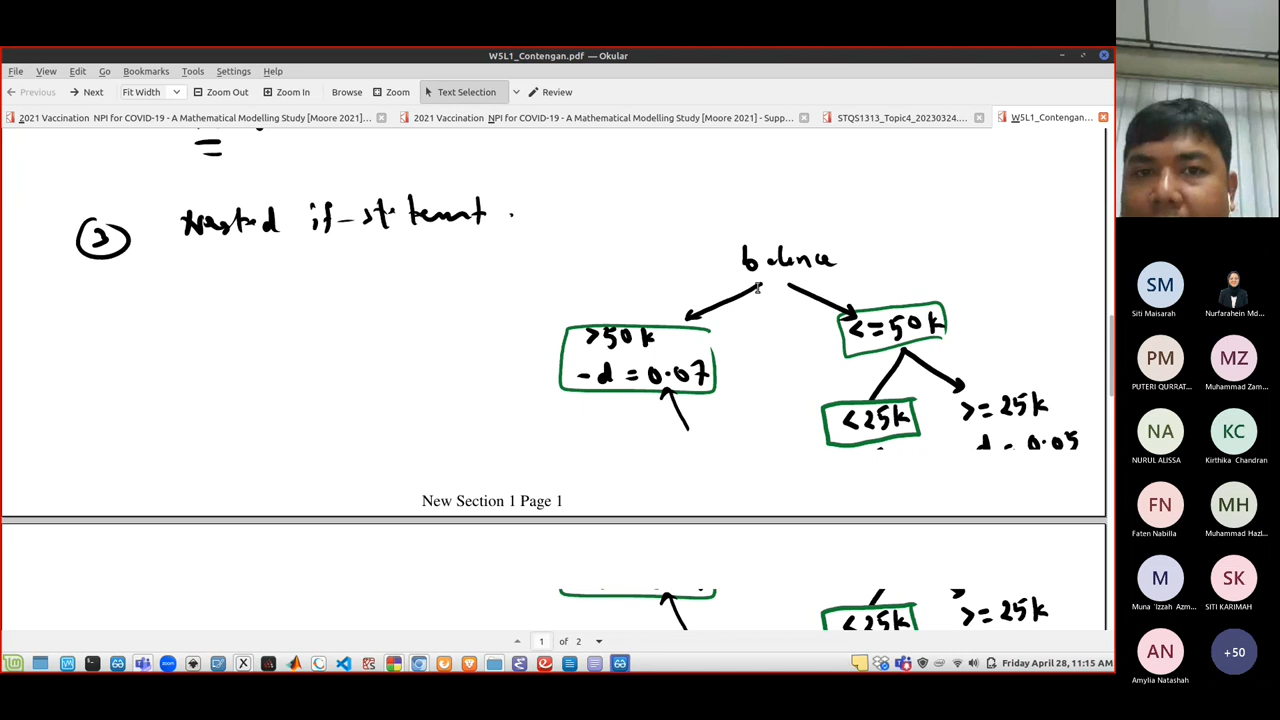 W5L1_Contengan.pdf — Okular
File View Edit Go Bookmarks Tools Settings Help
Previous Next Fit Width Zoom Out Zoom In Browse Zoom Text Selection Review
2021 Vaccination NPI for COVID-19 - A Mathematical Modelling Study [Moore 2021]... 2021 Vaccination NPI for COVID-19 - A Mathematical Modelling Study [Moore 2021] - Supp... STQS1313_Topic4_20230324.... W5L1_Contengan...
=
3 Nested if-statement.
balance
>50k
- d = 0.07
<=50k
<25k
>= 25k
d = 0.05
New Section 1 Page 1
<25k
>= 25k
1 of 2
Friday April 28, 11:15 AM
SM
Siti Maisarah
Nurfarahein Md...
PM
PUTERI QURRAT...
MZ
Muhammad Zam...
NA
NURUL ALISSA
KC
Kirthika Chandran
FN
Faten Nabilla
MH
Muhammad Hazl...
M
Muna 'Izzah Azm...
SK
SITI KARIMAH
AN
Amylia Natashah
+50